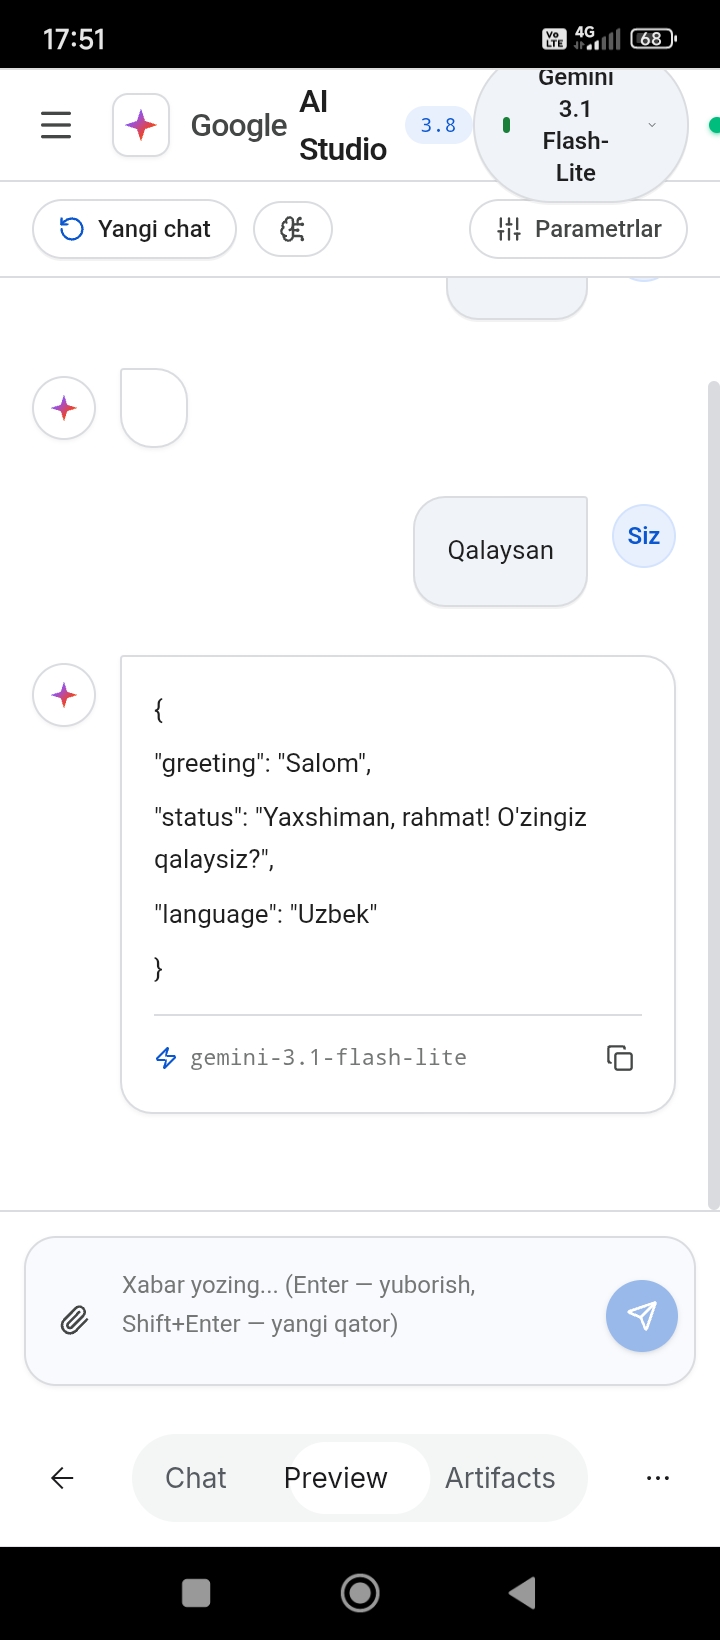 17:51
Vo LTE
4G
68
Google
AI
Studio
3.8
Gemini
3.1
Flash-
Lite
Yangi chat
Parametrlar
Qalaysan
Siz
{
"greeting": "Salom",
"status": "Yaxshiman, rahmat! O'zingiz
qalaysiz?",
"language": "Uzbek"
}
gemini-3.1-flash-lite
Xabar yozing... (Enter — yuborish,
Shift+Enter — yangi qator)
Chat
Preview
Artifacts